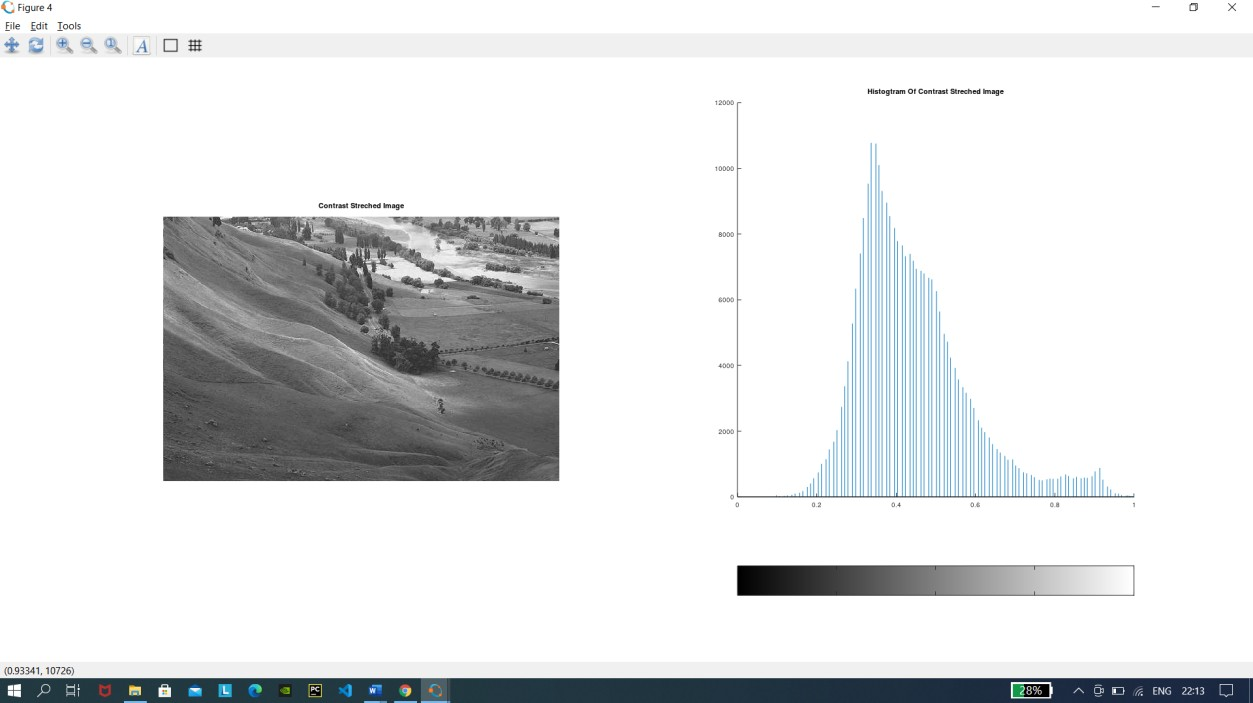 Figure 4
File Edit Tools
A
Histogtram Of Contrast Streched Image
12000
10000
8000
6000
4000
2000
0
0 0.2 0.4 0.6 0.8 1
Contrast Streched Image
(0.93341, 10726)
L
PC
W
28%
ENG 22:13